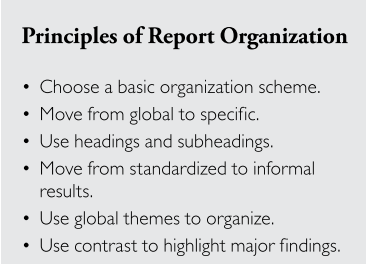 Principles of Report Organization
• Choose a basic organization scheme.
• Move from global to specific.
• Use headings and subheadings.
• Move from standardized to informal
results.
• Use global themes to organize.
• Use contrast to highlight major findings.